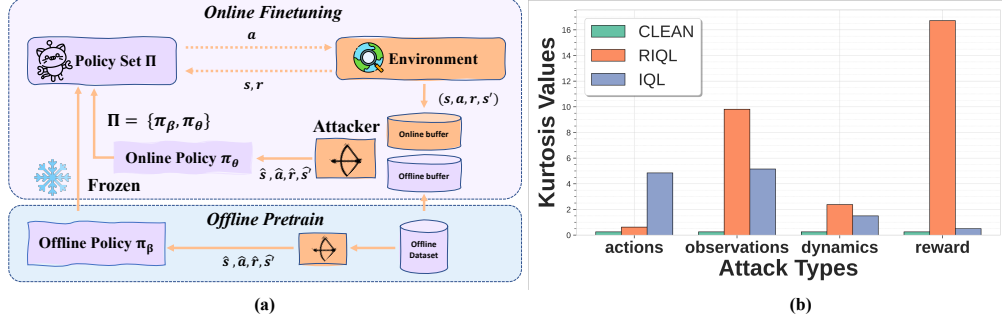 Online Finetuning
a
Policy Set Π
Environment
s, r
(s, a, r, s′)
Π = {π_β, π_θ}
Attacker
Online buffer
Online Policy π_θ
Offline buffer
ŝ, â, r̂, ŝ′
Frozen
Offline Pretrain
Offline Policy π_β
Offline
Dataset
ŝ, â, r̂, ŝ′
(a)
Kurtosis Values
16
14
12
10
8
6
4
2
0
CLEAN
RIQL
IQL
actions
observations
dynamics
reward
Attack Types
(b)